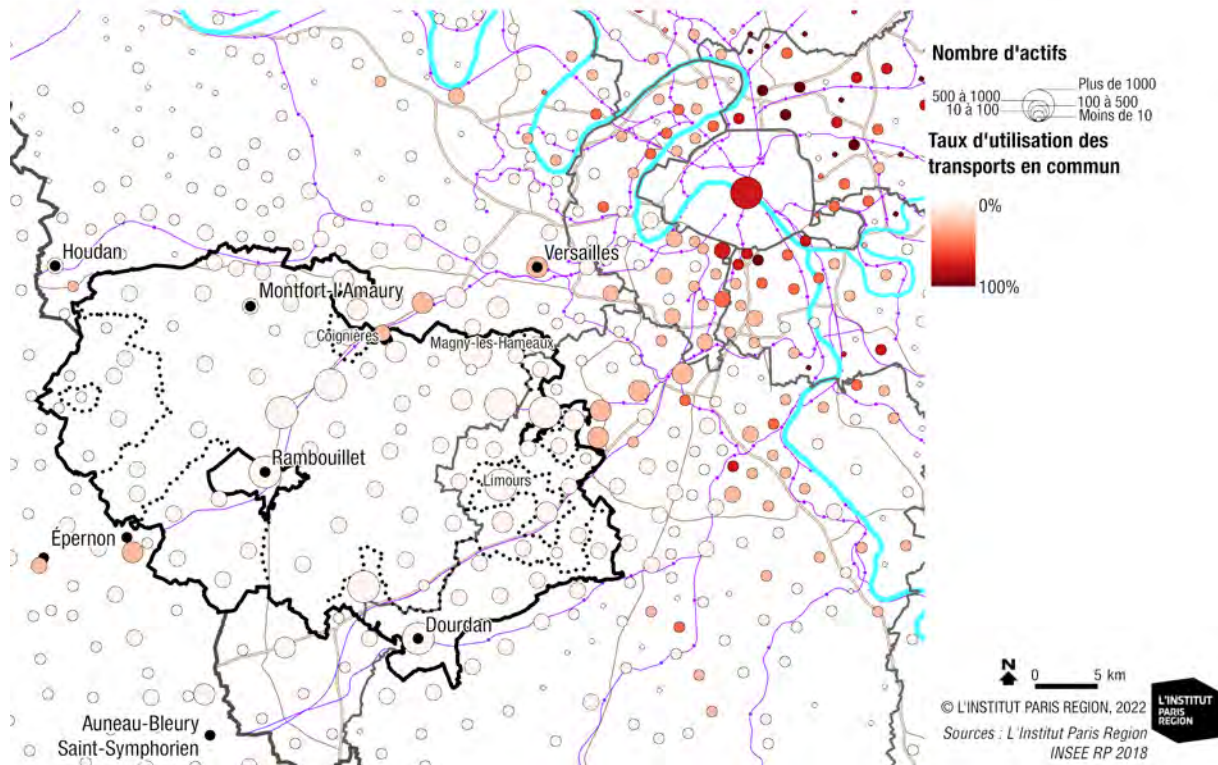 Nombre d'actifs
Plus de 1000
500 à 1000
100 à 500
10 à 100
Moins de 10
Taux d'utilisation des
transports en commun
0%
100%
Houdan
Versailles
Montfort-l'Amaury
Coignières
Magny-les-Hameaux
Rambouillet
Limours
Épernon
Dourdan
Auneau-Bleury
Saint-Symphorien
N
0 5 km
© L'INSTITUT PARIS REGION, 2022
Sources : L'Institut Paris Region
INSEE RP 2018
L'INSTITUT
PARIS
REGION